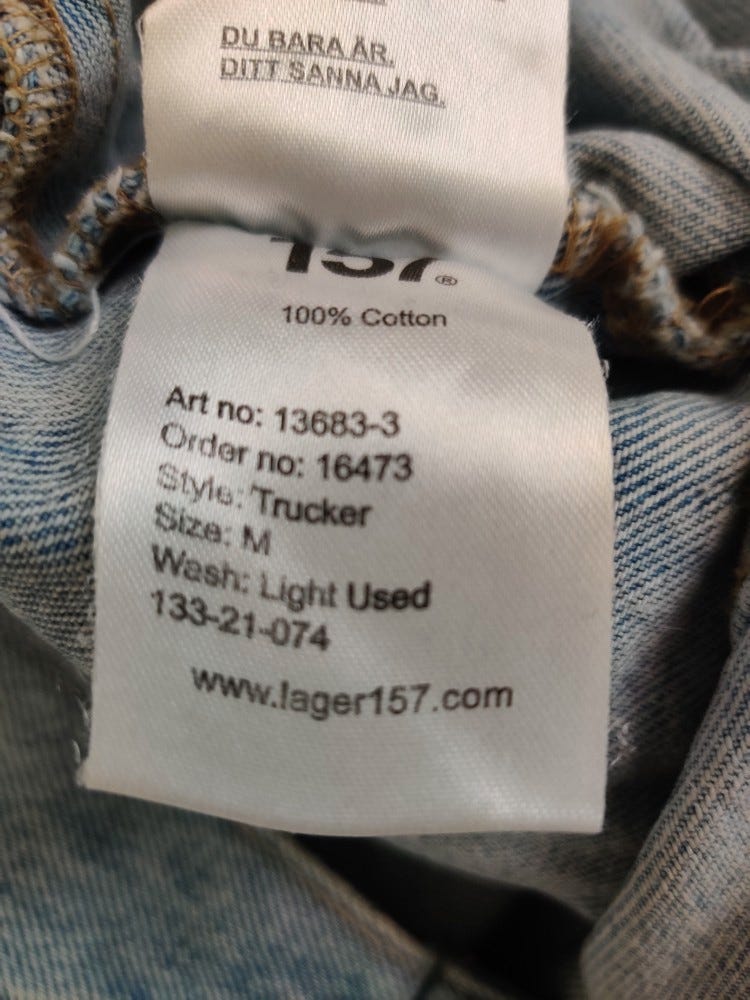 DU BARA ÄR.
DITT SANNA JAG.
157®
100% Cotton
Art no: 13683-3
Order no: 16473
Style: Trucker
Size: M
Wash: Light Used
133-21-074
www.lager157.com